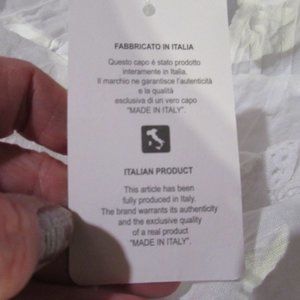 FABBRICATO IN ITALIA
Questo capo è stato prodotto
interamente in Italia.
Il marchio ne garantisce l'autenticità
e la qualità
esclusiva di un vero capo
"MADE IN ITALY".
ITALIAN PRODUCT
This article has been
fully produced in Italy.
The brand warrants its authenticity
and the exclusive quality
of a real product
"MADE IN ITALY".